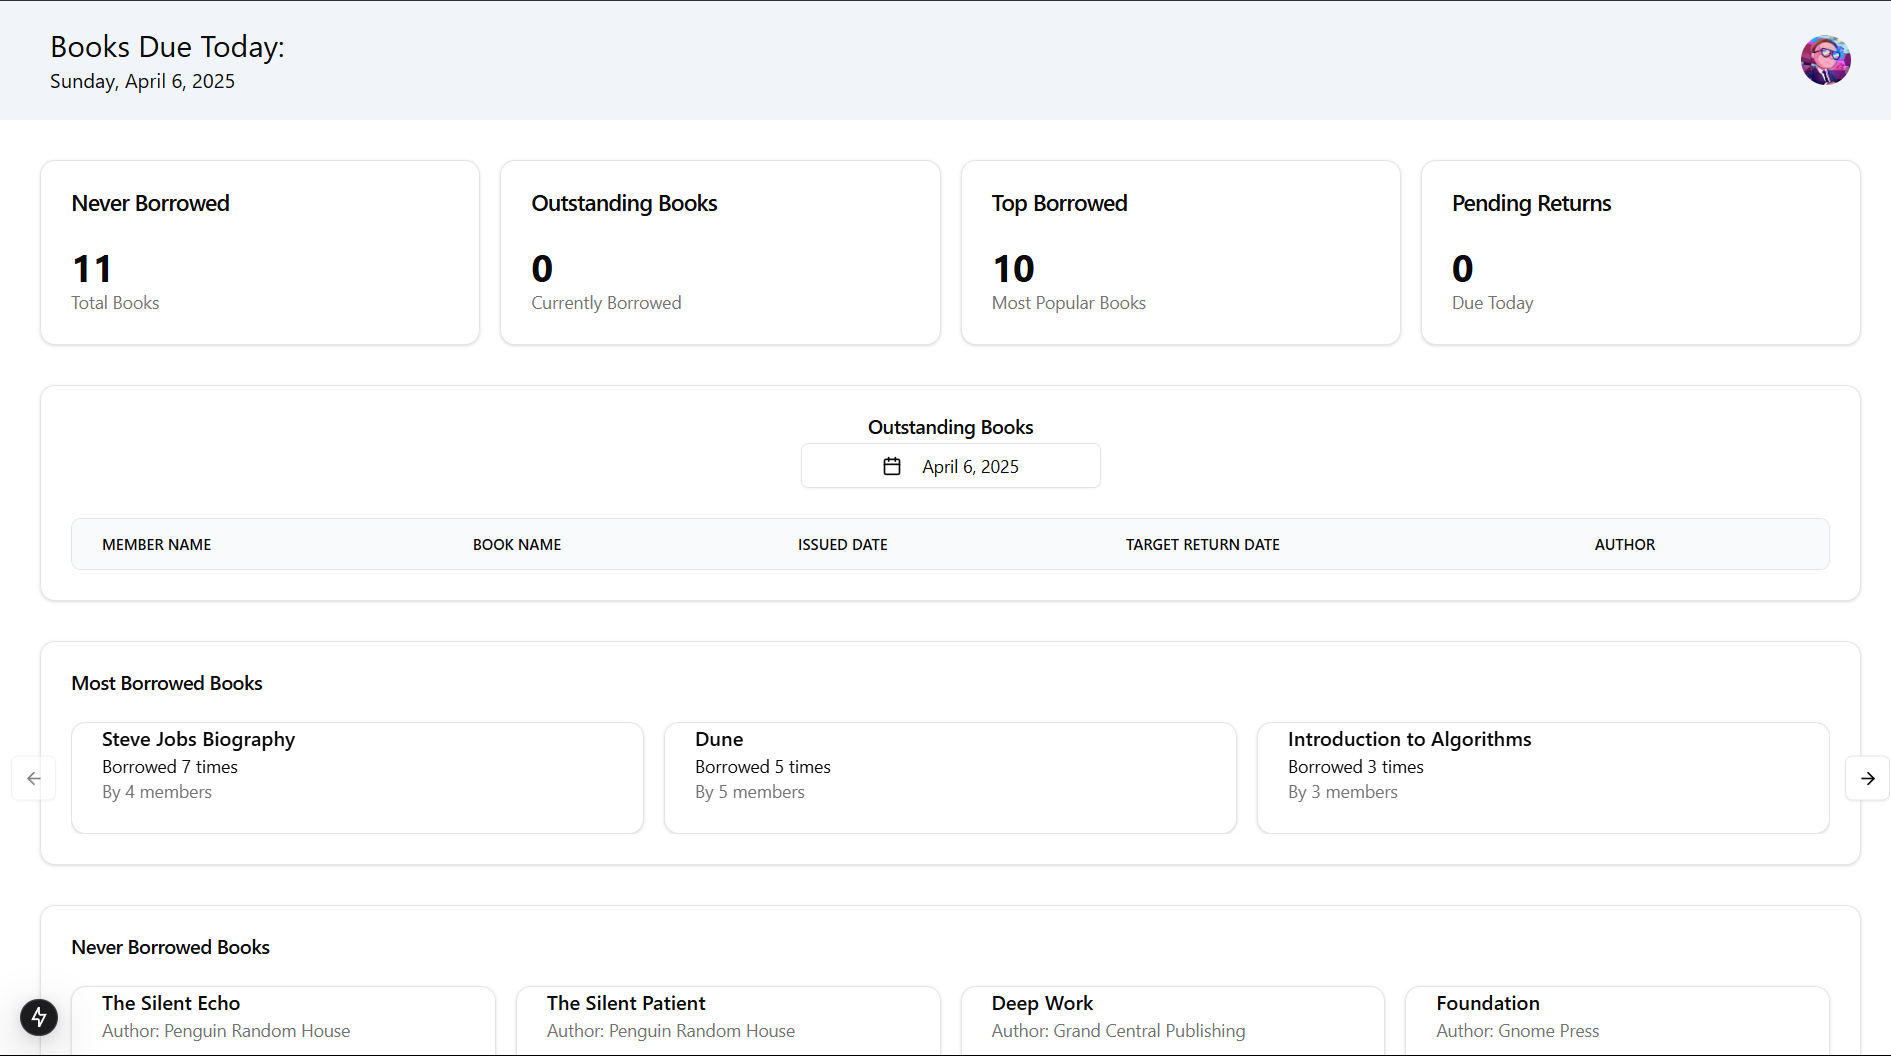 Books Due Today:
Sunday, April 6, 2025
Never Borrowed
11
Total Books
Outstanding Books
0
Currently Borrowed
Top Borrowed
10
Most Popular Books
Pending Returns
0
Due Today
Outstanding Books
April 6, 2025
MEMBER NAME BOOK NAME ISSUED DATE TARGET RETURN DATE AUTHOR
Most Borrowed Books
Steve Jobs Biography
Borrowed 7 times
By 4 members
Dune
Borrowed 5 times
By 5 members
Introduction to Algorithms
Borrowed 3 times
By 3 members
Never Borrowed Books
The Silent Echo
Author: Penguin Random House
The Silent Patient
Author: Penguin Random House
Deep Work
Author: Grand Central Publishing
Foundation
Author: Gnome Press